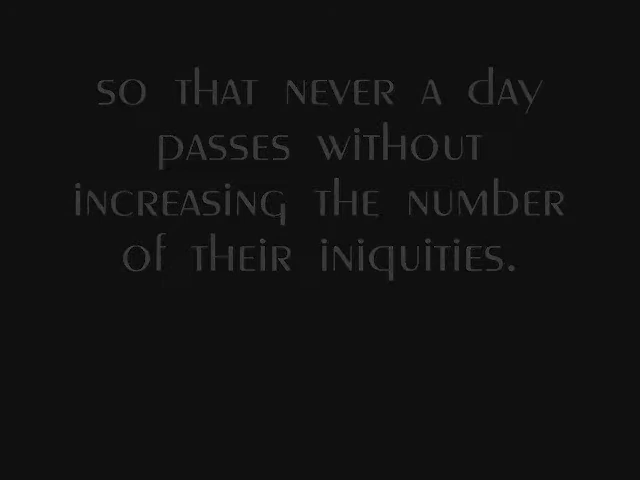 so that never a day
passes without
increasing the number
of their iniquities.